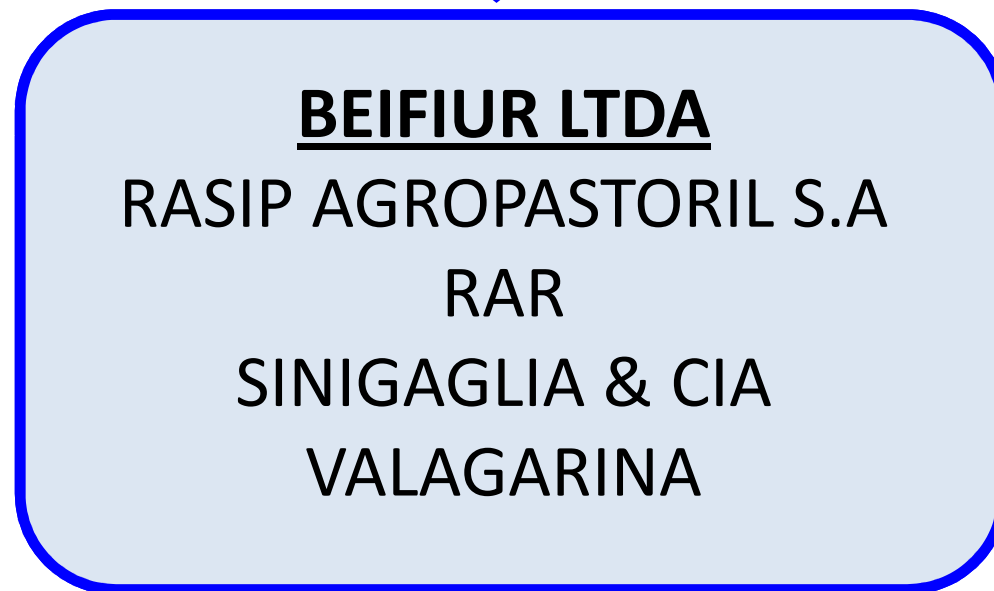 BEIFIUR LTDA
RASIP AGROPASTORIL S.A
RAR
SINIGAGLIA & CIA
VALAGARINA